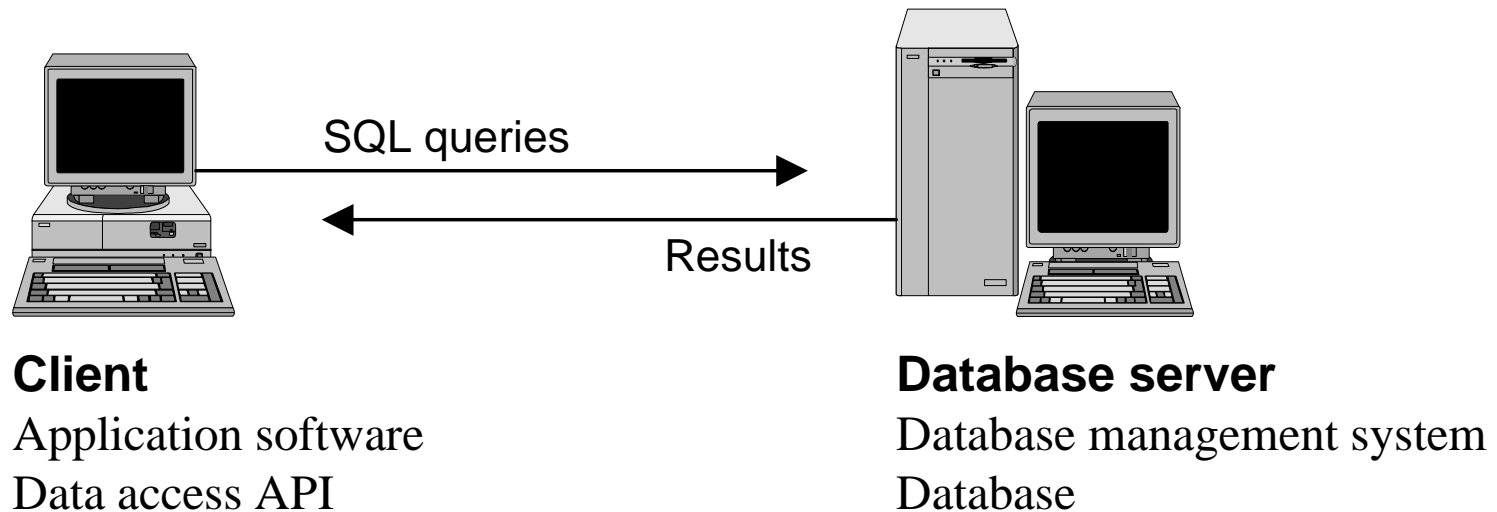 SQL queries
Results
Client
Application software
Data access API
Database server
Database management system
Database